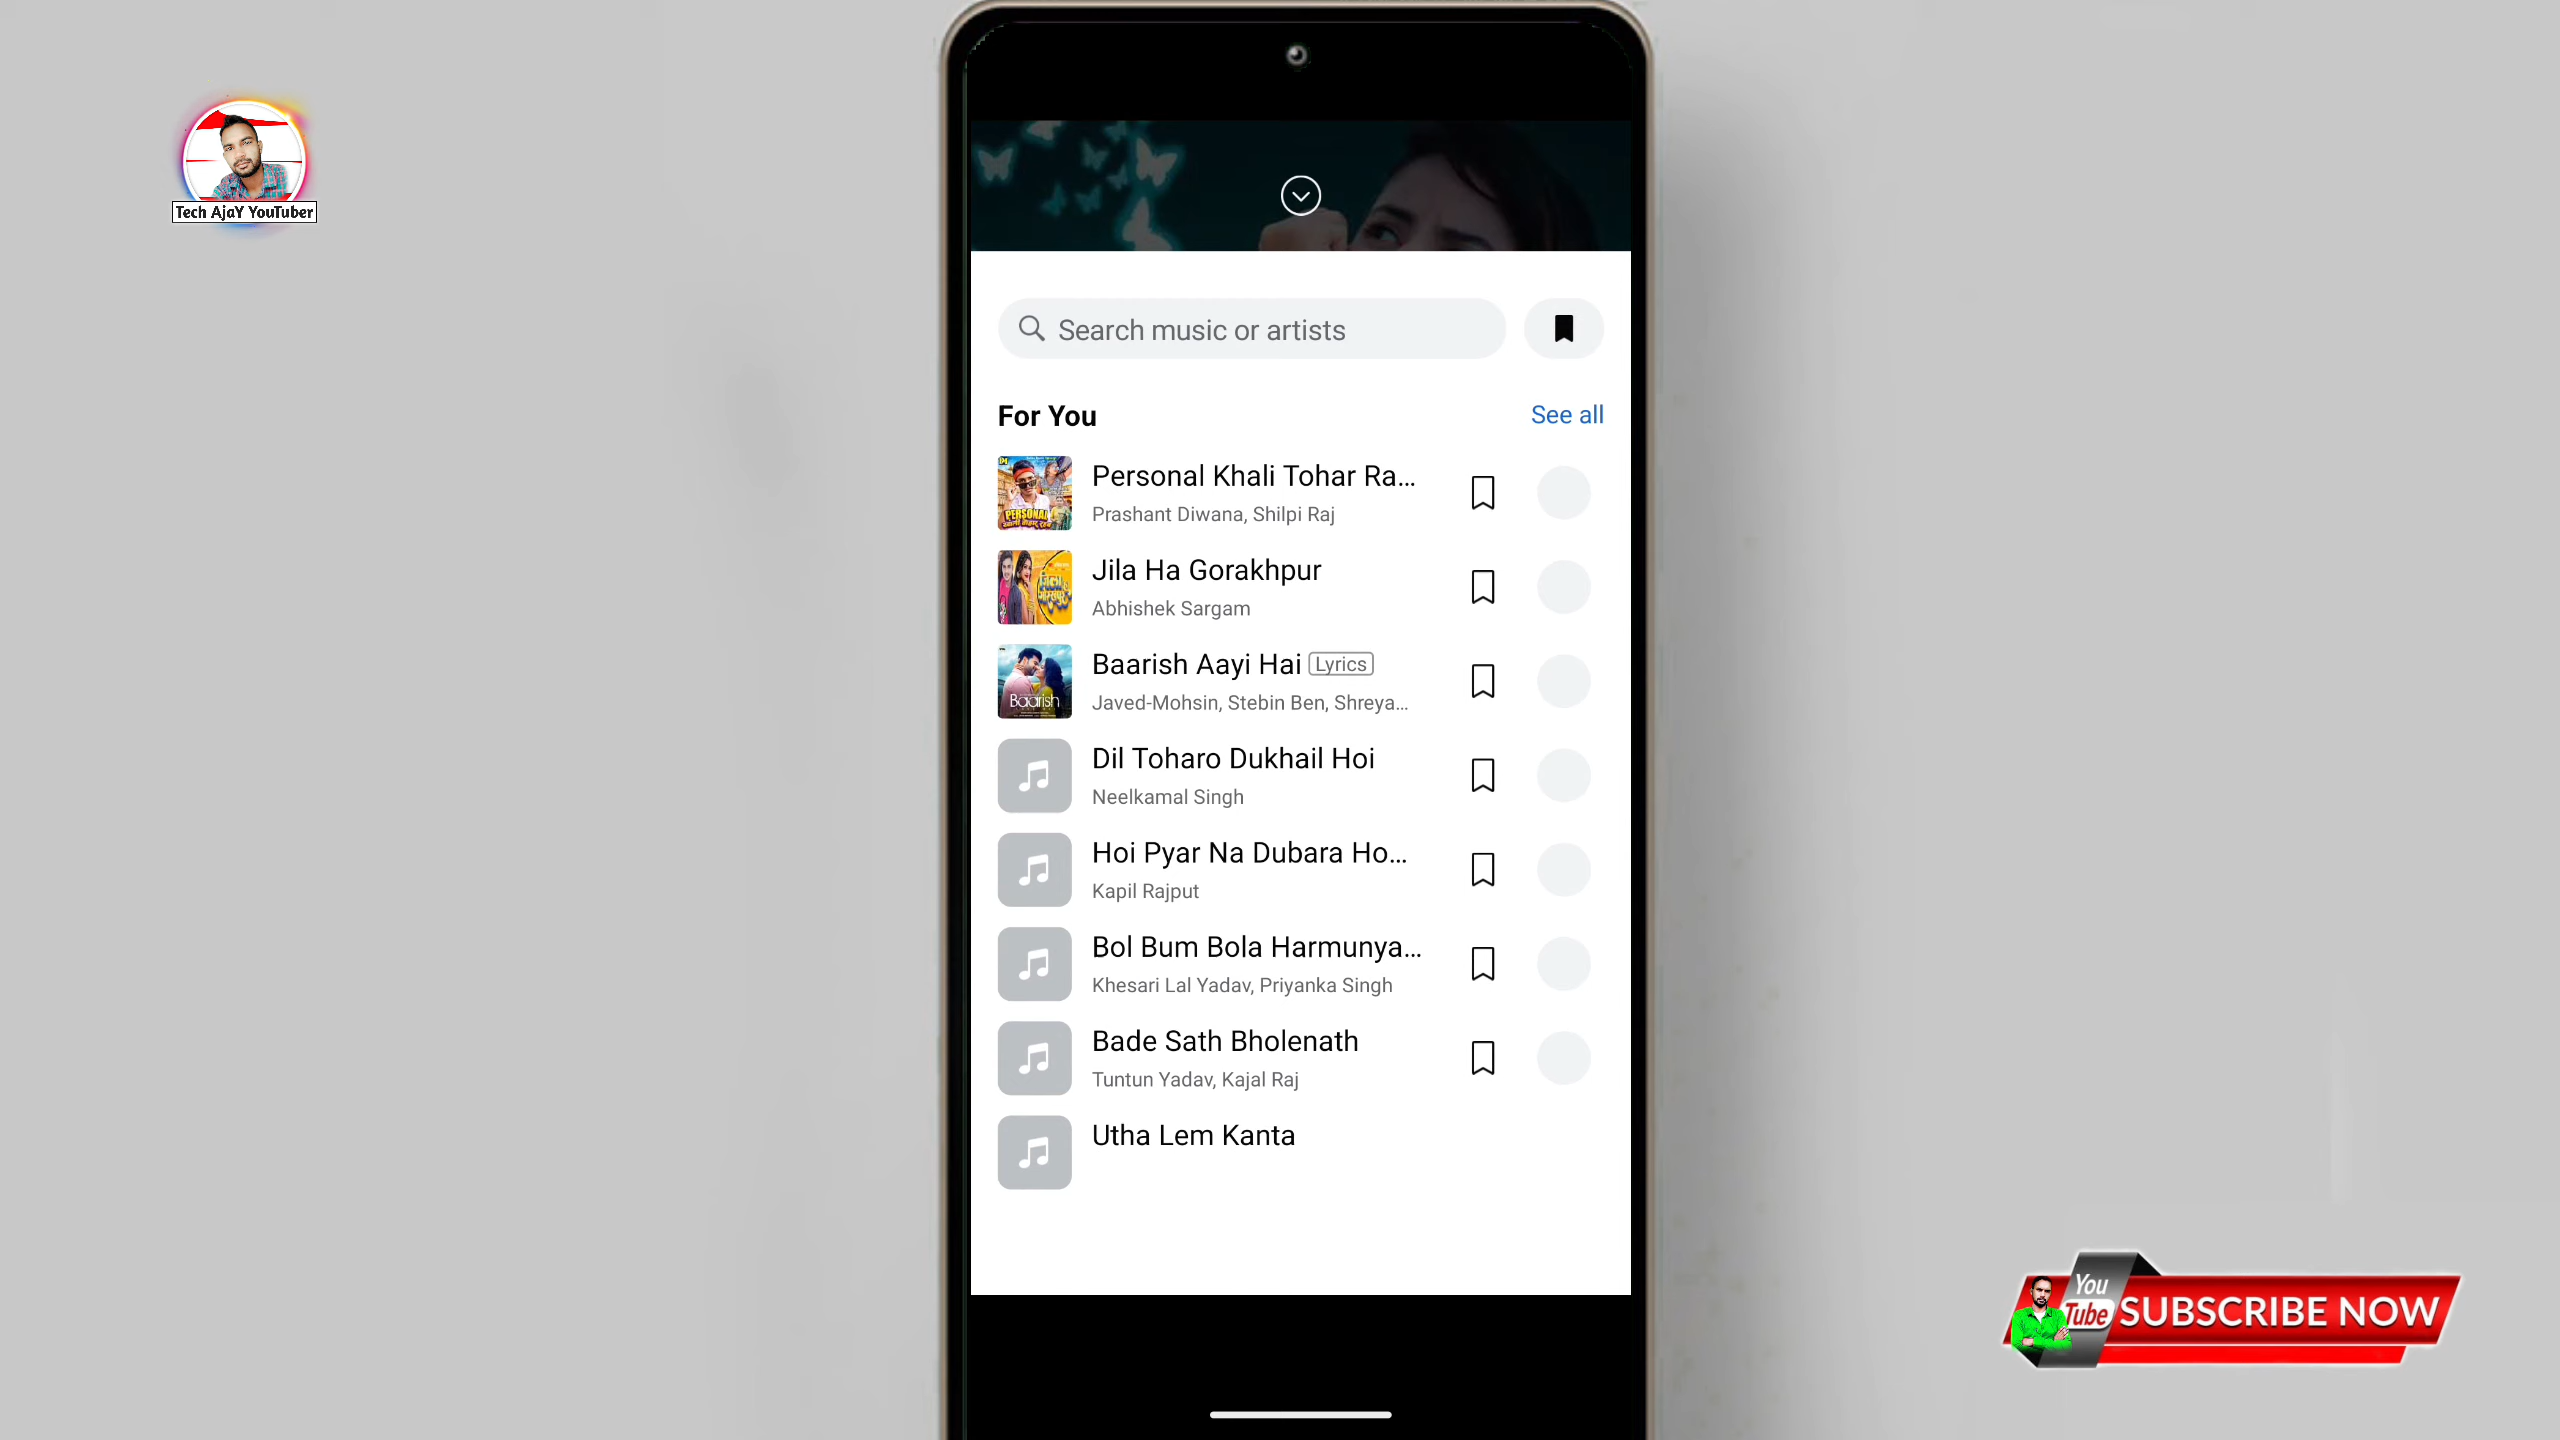 Tech AjaY YouTuber
Search music or artists
For You
See all
Personal Khali Tohar Ra...
Prashant Diwana, Shilpi Raj
PERSONAL
Jila Ha Gorakhpur
Abhishek Sargam
Baarish Aayi Hai Lyrics
Javed-Mohsin, Stebin Ben, Shreya...
Baarish
Dil Toharo Dukhail Hoi
Neelkamal Singh
Hoi Pyar Na Dubara Ho...
Kapil Rajput
Bol Bum Bola Harmunya...
Khesari Lal Yadav, Priyanka Singh
Bade Sath Bholenath
Tuntun Yadav, Kajal Raj
Utha Lem Kanta
You
Tube SUBSCRIBE NOW